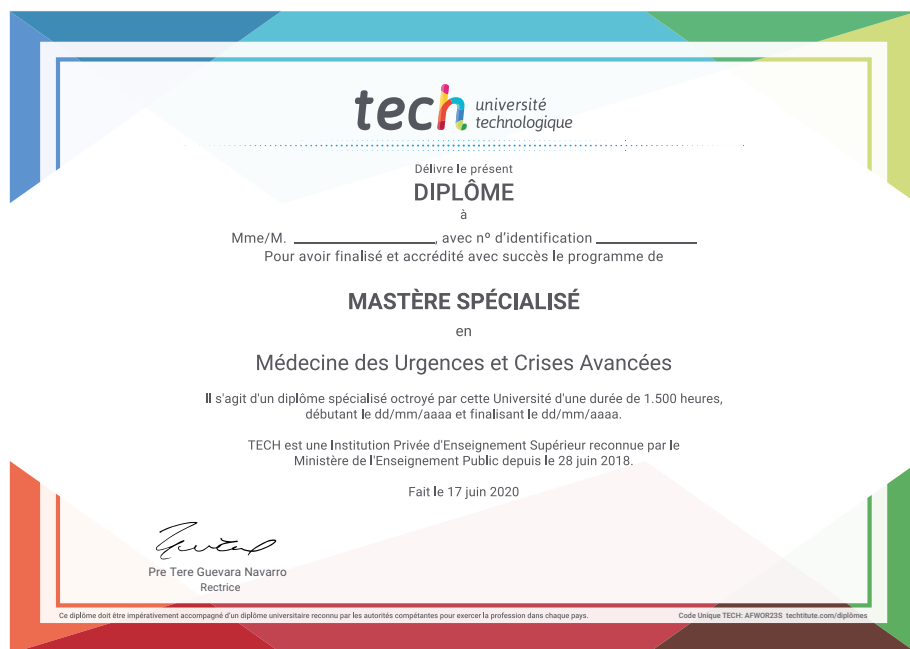 tech université
technologique
Délivre le présent
DIPLÔME
à
Mme/M. ____________________, avec nº d'identification ______________
Pour avoir finalisé et accrédité avec succès le programme de
MASTÈRE SPÉCIALISÉ
en
Médecine des Urgences et Crises Avancées
Il s'agit d'un diplôme spécialisé octroyé par cette Université d'une durée de 1.500 heures,
débutant le dd/mm/aaaa et finalisant le dd/mm/aaaa.
TECH est une Institution Privée d'Enseignement Supérieur reconnue par le
Ministère de l'Enseignement Public depuis le 28 juin 2018.
Fait le 17 juin 2020
Pre Tere Guevara Navarro
Rectrice
Ce diplôme doit être impérativement accompagné d'un diplôme universitaire reconnu par les autorités compétantes pour exercer la profession dans chaque pays.
Code Unique TECH: AFWOR23S techtitute.com/diplômes